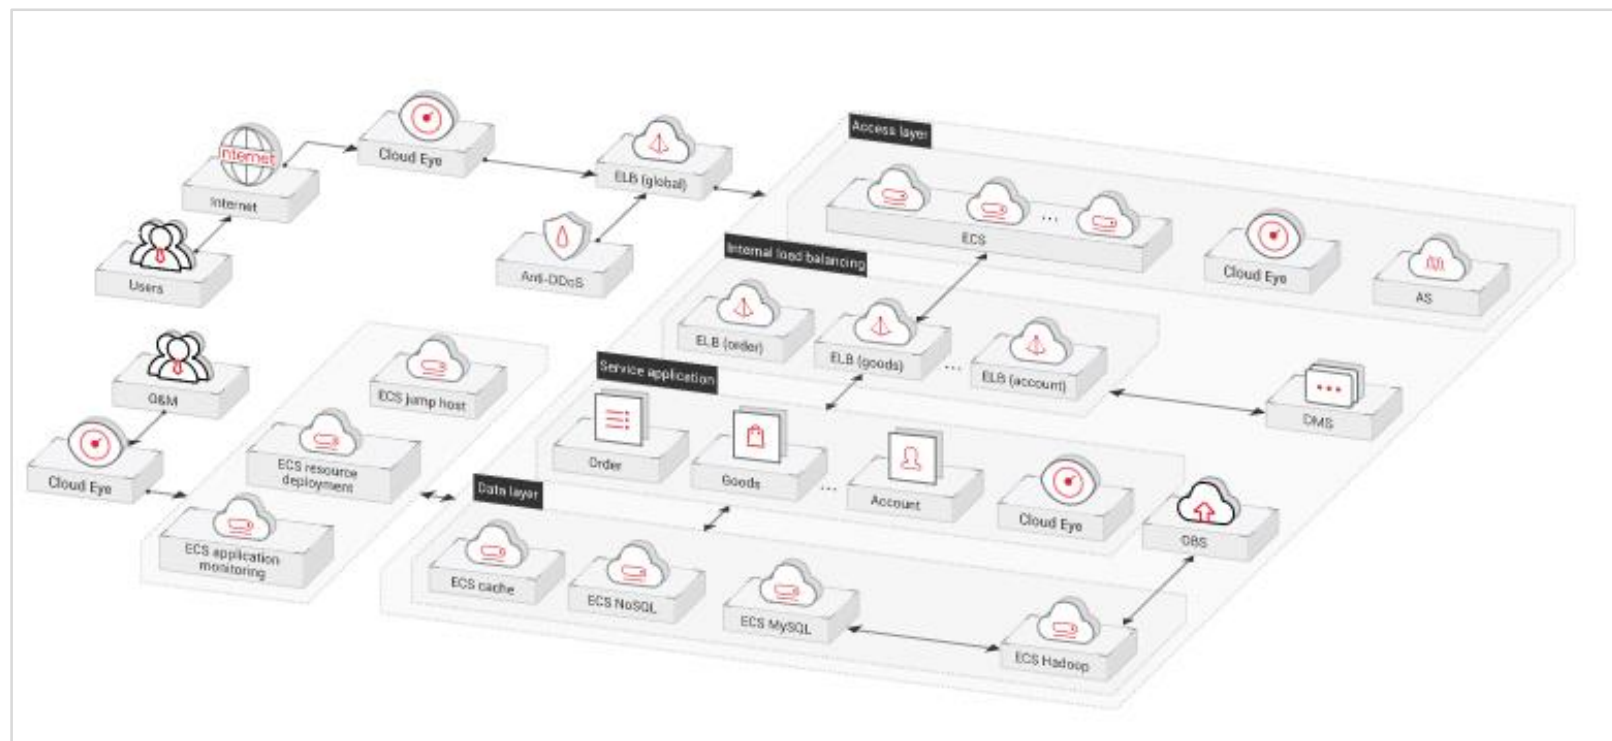 Access layer
Cloud Eye
Internet
Internet
ELB (global)
Users
Anti-DDoS
ECS
Cloud Eye
AS
Internal load balancing
ELB (order)
ELB (goods)
...
ELB (account)
O&M
Cloud Eye
ECS jump host
ECS resource
deployment
ECS application
monitoring
Service application
Order
Goods
...
Account
Cloud Eye
DMS
OBS
Data layer
ECS cache
ECS NoSQL
ECS MySQL
ECS Hadoop